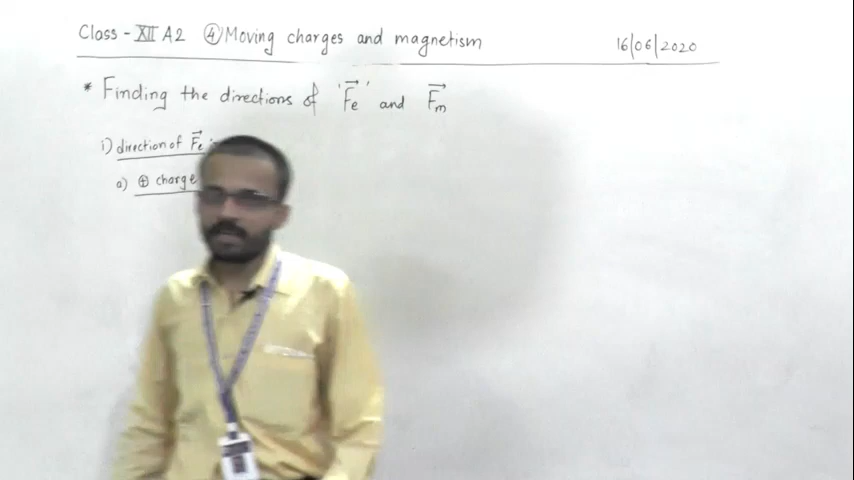 Class - XII A2 ④ Moving charges and magnetism
16/06/2020
* Finding the directions of 'F⃗e' and F⃗m
i) direction of F⃗e
a) ⊕ charge